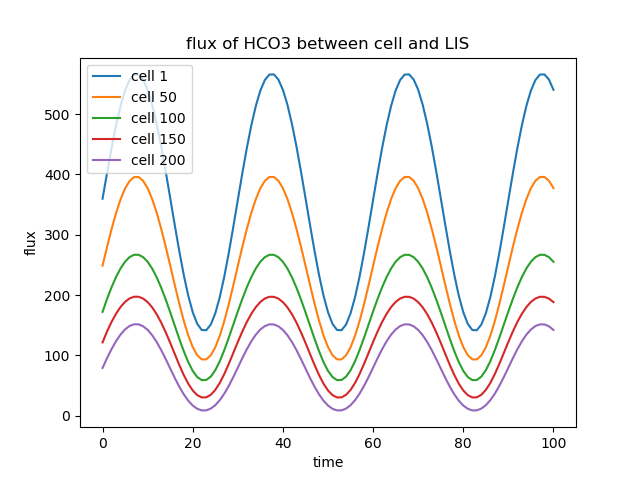 flux of HCO3 between cell and LIS
cell 1
cell 50
cell 100
cell 150
cell 200
flux
500
400
300
200
100
0
0 20 40 60 80 100
time